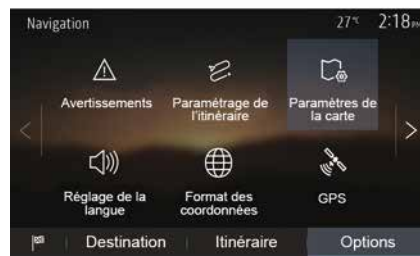 Navigation
27°C
2:18PM
Avertissements
Paramétrage de
l'itinéraire
Paramètres de
la carte
Réglage de la
langue
Format des
coordonnées
GPS
Destination
Itinéraire
Options